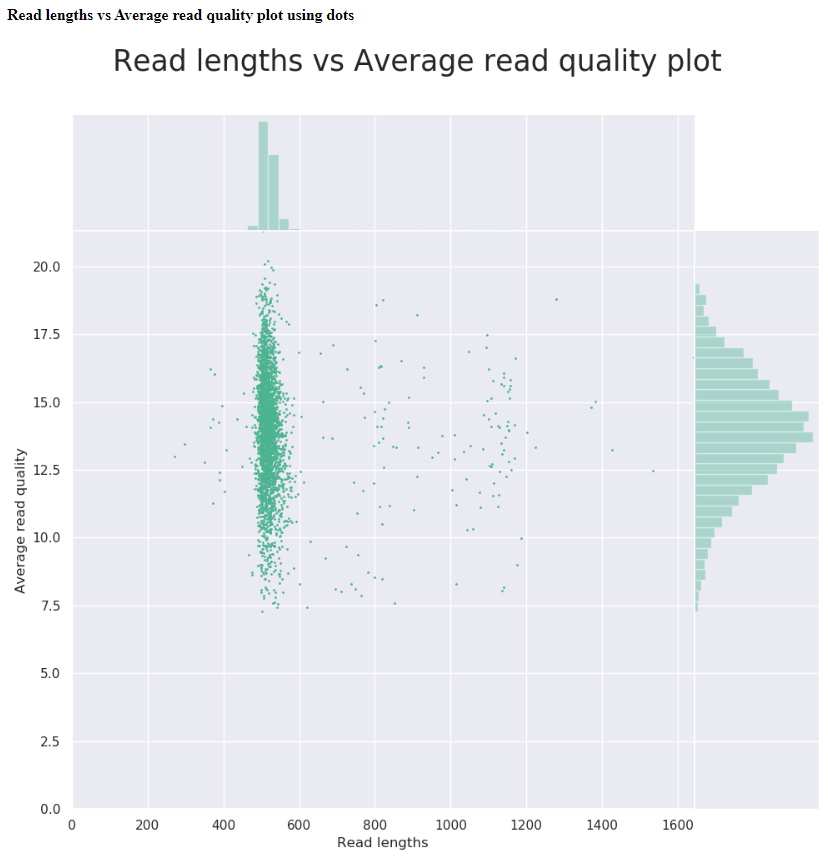 Read lengths vs Average read quality plot using dots
Read lengths vs Average read quality plot
20.0
17.5
15.0
12.5
10.0
7.5
5.0
2.5
0.0
Average read quality
0 200 400 600 800 1000 1200 1400 1600
Read lengths